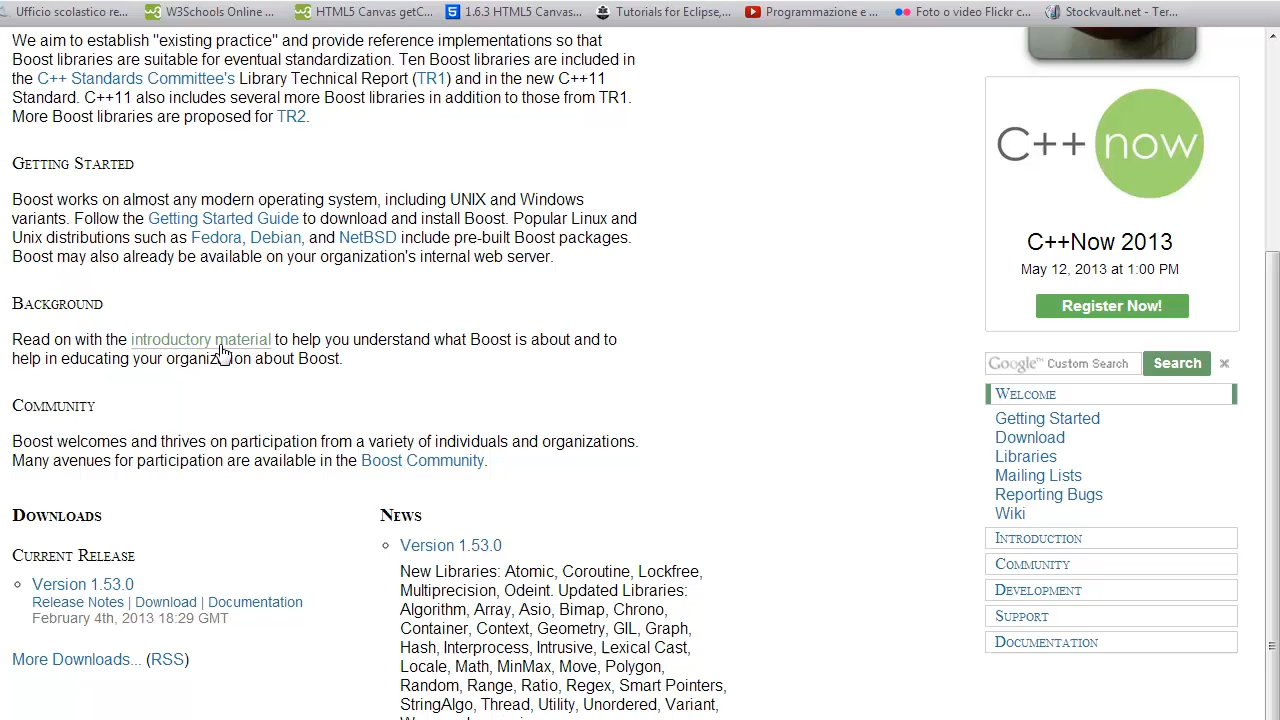 Ufficio scolastico re...
W3Schools Online ...
HTML5 Canvas getC...
1.6.3 HTML5 Canvas...
Tutorials for Eclipse,...
Programmazione e ...
Foto o video Flickr c...
Stockvault.net - Ter...
We aim to establish "existing practice" and provide reference implementations so that
Boost libraries are suitable for eventual standardization. Ten Boost libraries are included in
the C++ Standards Committee's Library Technical Report (TR1) and in the new C++11
Standard. C++11 also includes several more Boost libraries in addition to those from TR1.
More Boost libraries are proposed for TR2.
Getting Started
Boost works on almost any modern operating system, including UNIX and Windows
variants. Follow the Getting Started Guide to download and install Boost. Popular Linux and
Unix distributions such as Fedora, Debian, and NetBSD include pre-built Boost packages.
Boost may also already be available on your organization's internal web server.
Background
Read on with the introductory material to help you understand what Boost is about and to
help in educating your organization about Boost.
Community
Boost welcomes and thrives on participation from a variety of individuals and organizations.
Many avenues for participation are available in the Boost Community.
Downloads
Current Release
Version 1.53.0
Release Notes | Download | Documentation
February 4th, 2013 18:29 GMT
More Downloads... (RSS)
News
Version 1.53.0
New Libraries: Atomic, Coroutine, Lockfree,
Multiprecision, Odeint. Updated Libraries:
Algorithm, Array, Asio, Bimap, Chrono,
Container, Context, Geometry, GIL, Graph,
Hash, Interprocess, Intrusive, Lexical Cast,
Locale, Math, MinMax, Move, Polygon,
Random, Range, Ratio, Regex, Smart Pointers,
StringAlgo, Thread, Utility, Unordered, Variant,
C++ now
C++Now 2013
May 12, 2013 at 1:00 PM
Register Now!
Google™ Custom Search
Search
Welcome
Getting Started
Download
Libraries
Mailing Lists
Reporting Bugs
Wiki
Introduction
Community
Development
Support
Documentation